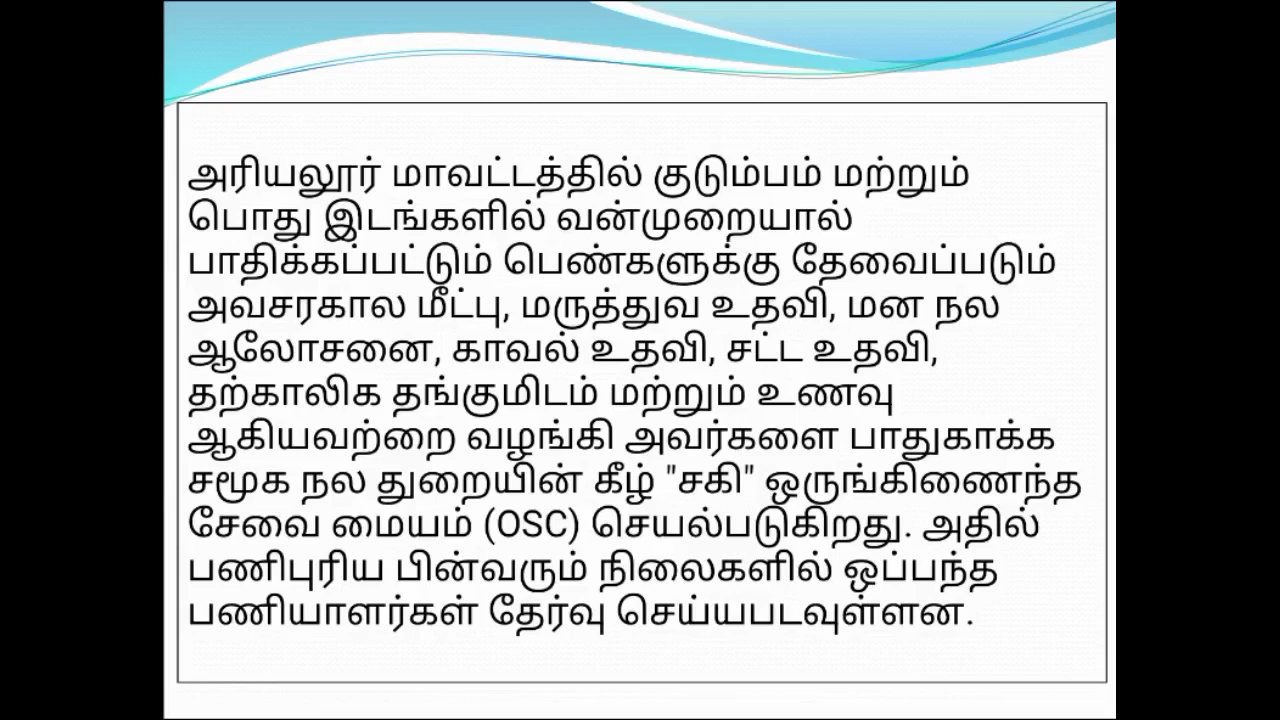 அரியலூர் மாவட்டத்தில் குடும்பம் மற்றும்
பொது இடங்களில் வன்முறையால்
பாதிக்கப்பட்டும் பெண்களுக்கு தேவைப்படும்
அவசரகால மீட்பு, மருத்துவ உதவி, மன நல
ஆலோசனை, காவல் உதவி, சட்ட உதவி,
தற்காலிக தங்குமிடம் மற்றும் உணவு
ஆகியவற்றை வழங்கி அவர்களை பாதுகாக்க
சமூக நல துறையின் கீழ் "சகி" ஒருங்கிணைந்த
சேவை மையம் (OSC) செயல்படுகிறது. அதில்
பணிபுரிய பின்வரும் நிலைகளில் ஒப்பந்த
பணியாளர்கள் தேர்வு செய்யபடவுள்ளன.